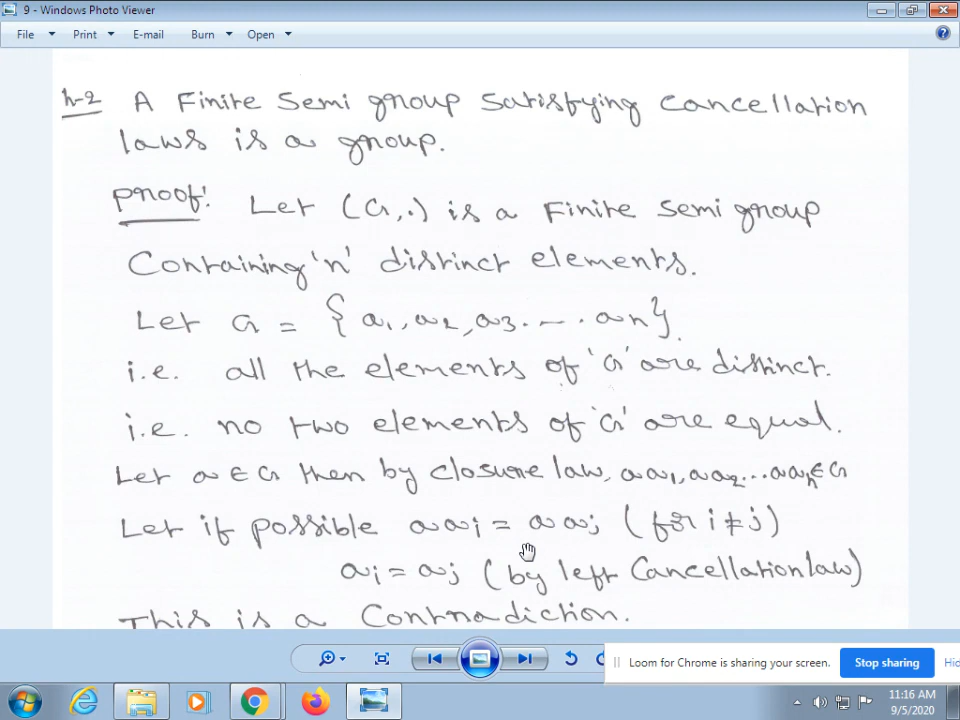 9 - Windows Photo Viewer
File Print E-mail Burn Open
h-2 A Finite Semi group satisfying Cancellation
laws is a group.
proof: Let (G,.) is a Finite Semi group
Containing 'n' distinct elements.
Let G = {a1, a2, a3. --- . an}.
i.e. all the elements of 'G' are distinct.
i.e. no two elements of 'G' are equal.
Let a ∈ G then by closure law, aa1, aa2...aan ∈ G
Let if possible aai = aaj (for i ≠ j)
ai = aj (by left Cancellation law)
This is a Contradiction.
Loom for Chrome is sharing your screen. Stop sharing Hid
11:16 AM
9/5/2020